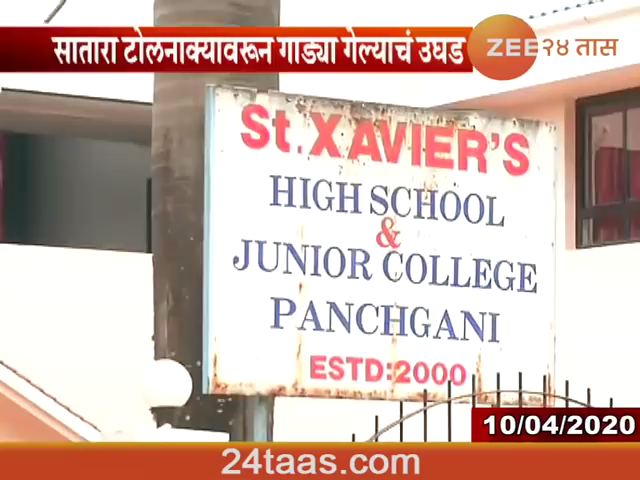 सातारा टोलनाक्यावरून गाड्या गेल्याचं उघड
ZEE २४ तास
St. XAVIER'S
HIGH SCHOOL
&
JUNIOR COLLEGE
PANCHGANI
ESTD:2000
10/04/2020
24taas.com